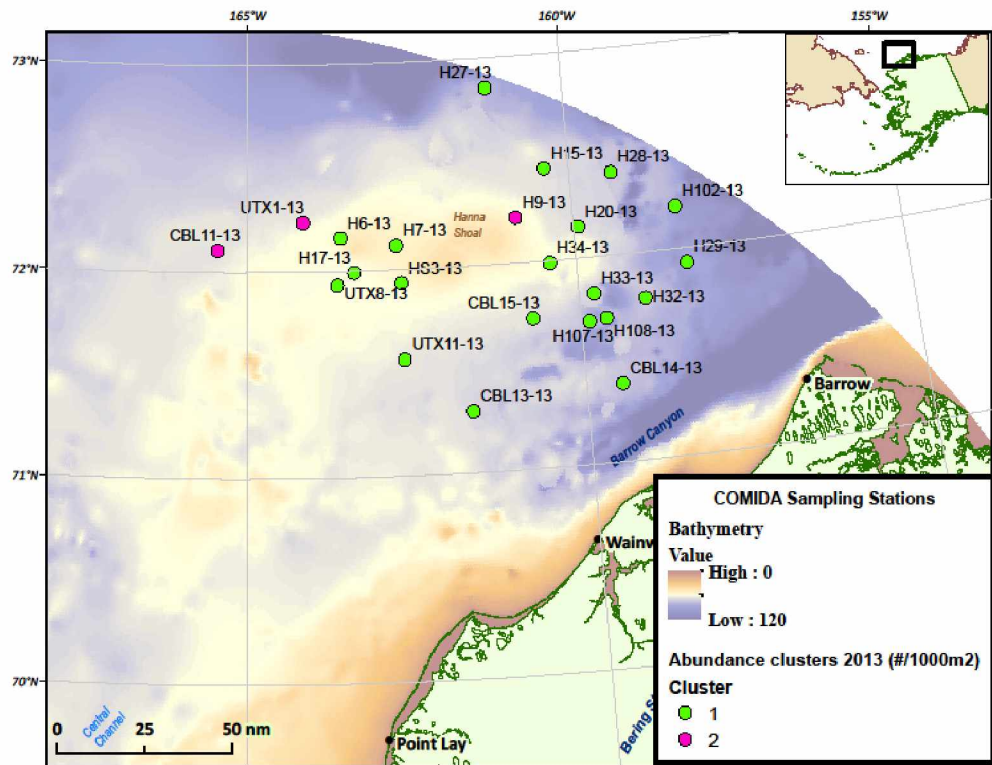 165°W
160°W
155°W
73°N
H27-13
H15-13
H28-13
H102-13
UTX1-13
H9-13
H6-13
H7-13
Hanna
Shoal
H20-13
CBL11-13
H17-13
HS3-13
H34-13
H29-13
72°N
UTX8-13
H33-13
H32-13
CBL15-13
H107-13
H108-13
UTX11-13
CBL14-13
Barrow
CBL13-13
Barrow Canyon
71°N
COMIDA Sampling Stations
Bathymetry
Value
High : 0
Low : 120
Wainw
Abundance clusters 2013 (#/1000m2)
Cluster
1
2
70°N
Central
Channel
0 25 50 nm
Point Lay
Bering S